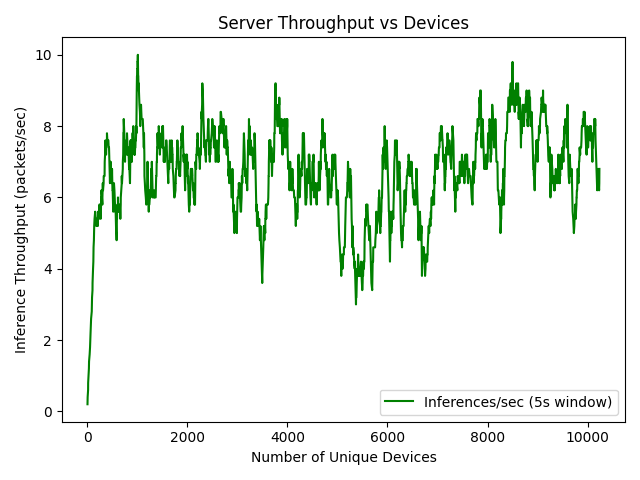 Server Throughput vs Devices
Inference Throughput (packets/sec)
10
8
6
4
2
0
Inferences/sec (5s window)
0 2000 4000 6000 8000 10000
Number of Unique Devices